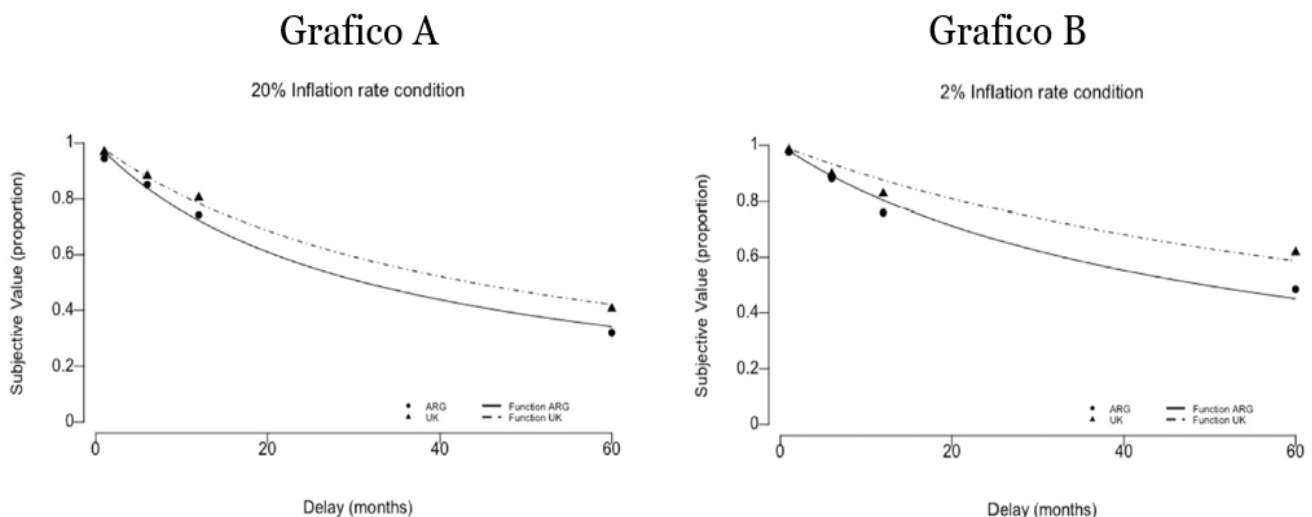 Grafico A
20% Inflation rate condition
Subjective Value (proportion)
1
0.8
0.6
0.4
0.2
0
ARG
UK
Function ARG
Function UK
0
20
40
60
Delay (months)
Grafico B
2% Inflation rate condition
Subjective Value (proportion)
1
0.8
0.6
0.4
0.2
0
ARG
UK
Function ARG
Function UK
0
20
40
60
Delay (months)